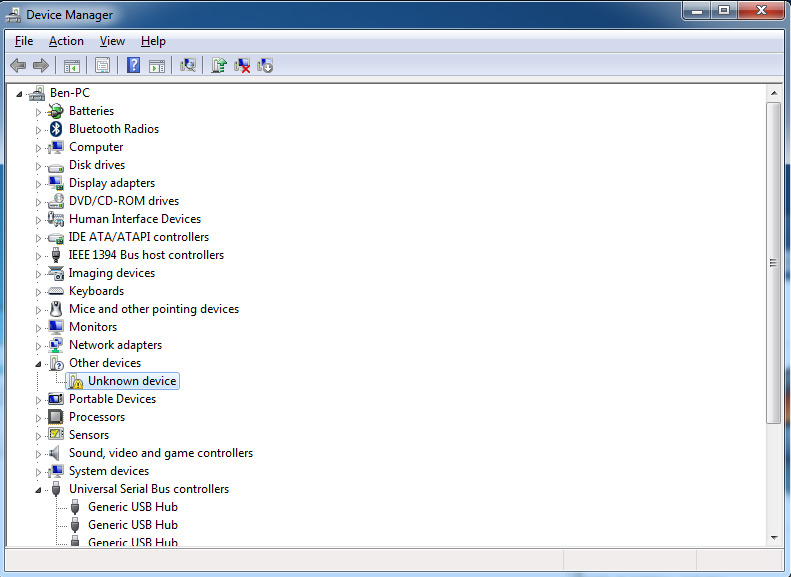 Device Manager
File Action View Help
Ben-PC
Batteries
Bluetooth Radios
Computer
Disk drives
Display adapters
DVD/CD-ROM drives
Human Interface Devices
IDE ATA/ATAPI controllers
IEEE 1394 Bus host controllers
Imaging devices
Keyboards
Mice and other pointing devices
Monitors
Network adapters
Other devices
Unknown device
Portable Devices
Processors
Sensors
Sound, video and game controllers
System devices
Universal Serial Bus controllers
Generic USB Hub
Generic USB Hub
Generic USB Hub